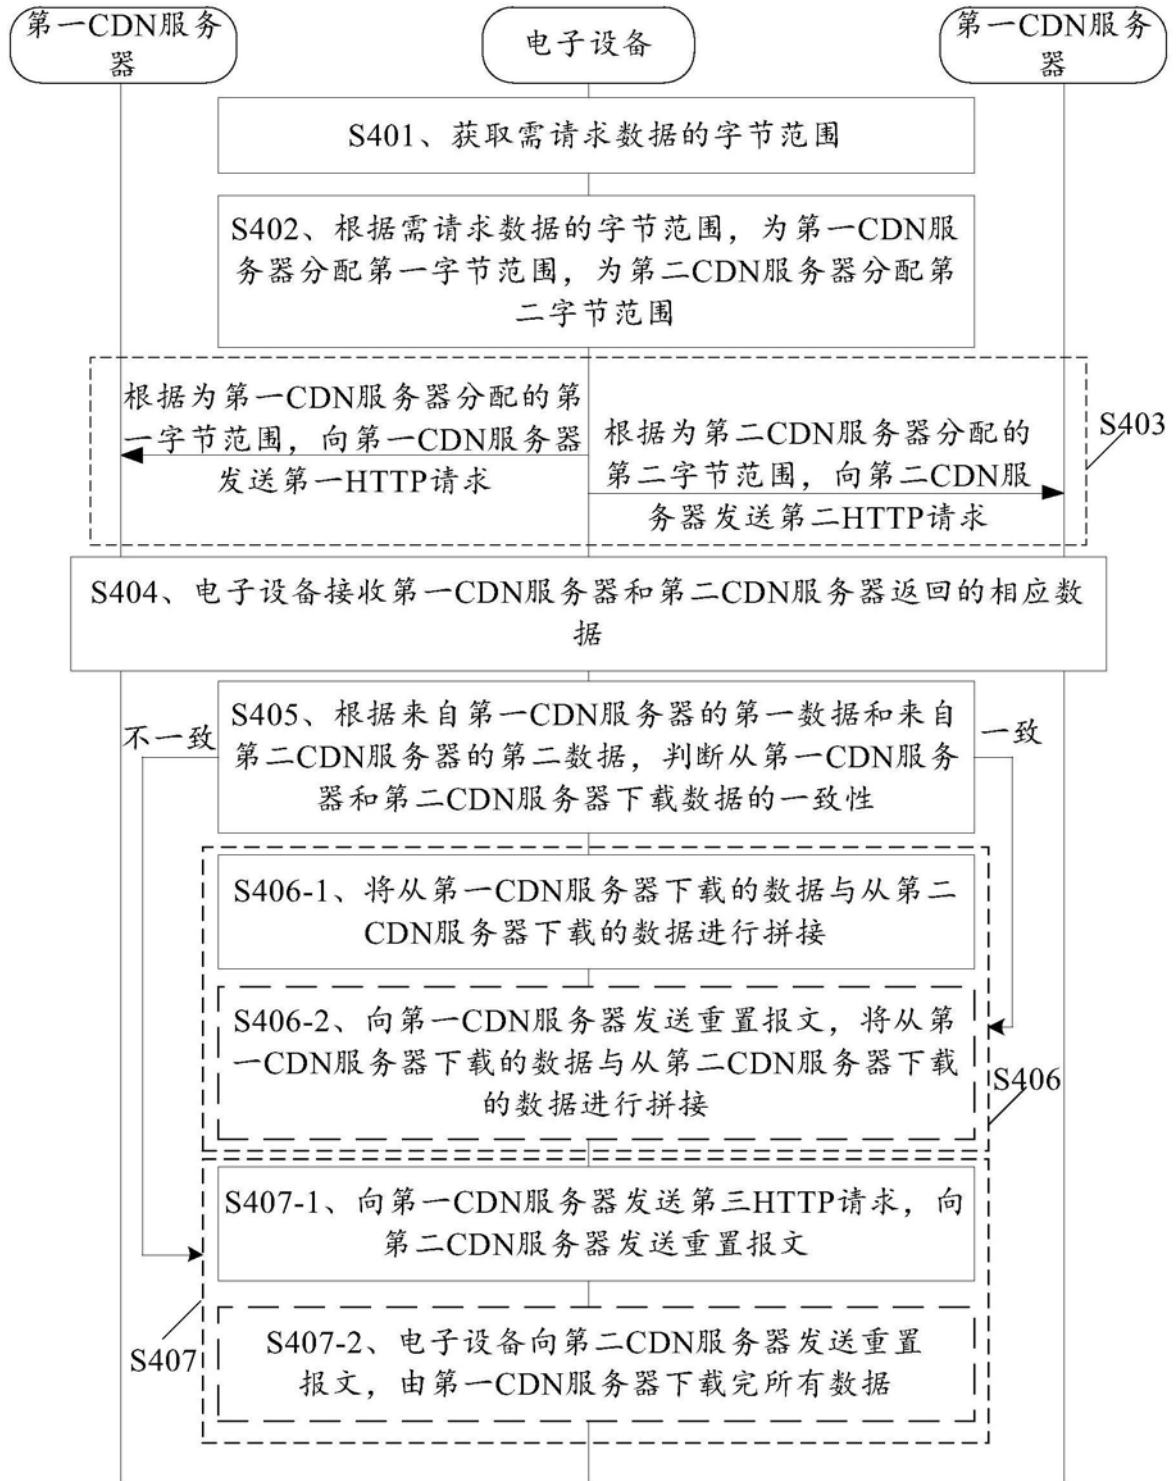 第一CDN服务
器
电子设备
第一CDN服务
器
S401、获取需请求数据的字节范围
S402、根据需请求数据的字节范围，为第一CDN服
务器分配第一字节范围，为第二CDN服务器分配第
二字节范围
根据为第一CDN服务器分配的第
一字节范围，向第一CDN服务器
发送第一HTTP请求
根据为第二CDN服务器分配的
第二字节范围，向第二CDN服
务器发送第二HTTP请求
S403
S404、电子设备接收第一CDN服务器和第二CDN服务器返回的相应数
据
S405、根据来自第一CDN服务器的第一数据和来自
第二CDN服务器的第二数据，判断从第一CDN服务
器和第二CDN服务器下载数据的一致性
不一致
一致
S406-1、将从第一CDN服务器下载的数据与从第二
CDN服务器下载的数据进行拼接
S406-2、向第一CDN服务器发送重置报文，将从第
一CDN服务器下载的数据与从第二CDN服务器下载
的数据进行拼接
S406
S407-1、向第一CDN服务器发送第三HTTP请求，向
第二CDN服务器发送重置报文
S407-2、电子设备向第二CDN服务器发送重置
报文，由第一CDN服务器下载完所有数据
S407